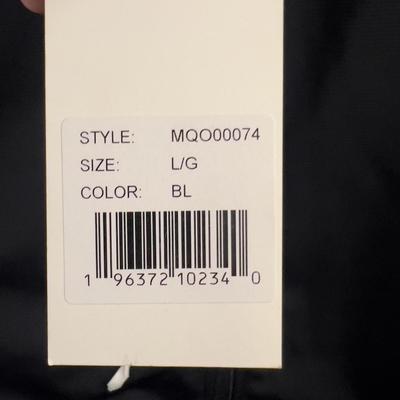 STYLE: MQO00074
SIZE: L/G
COLOR: BL
1 96372 10234 0